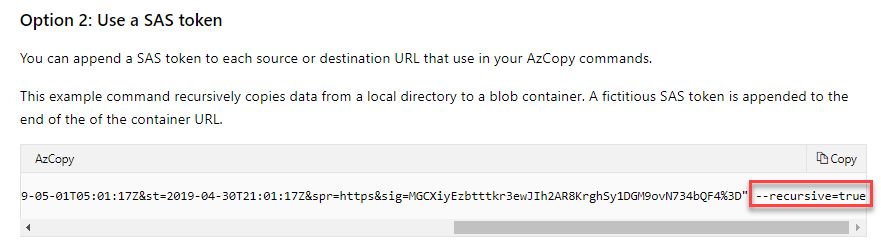 Option 2: Use a SAS token
You can append a SAS token to each source or destination URL that use in your AzCopy commands.
This example command recursively copies data from a local directory to a blob container. A fictitious SAS token is appended to the
end of the of the container URL.
AzCopy Copy
9-05-01T05:01:17Z&st=2019-04-30T21:01:17Z&spr=https&sig=MGCXiyEzbtttkr3ewJIh2AR8KrghSy1DGM9ovN734bQF4%3D" --recursive=true